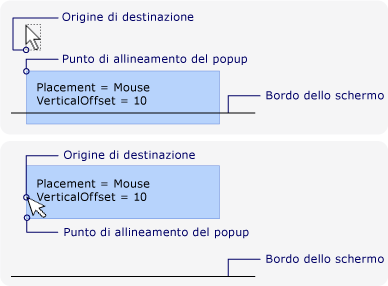 Origine di destinazione
Punto di allineamento del popup
Placement = Mouse
VerticalOffset = 10
Bordo dello schermo
Origine di destinazione
Placement = Mouse
VerticalOffset = 10
Punto di allineamento del popup
Bordo dello schermo